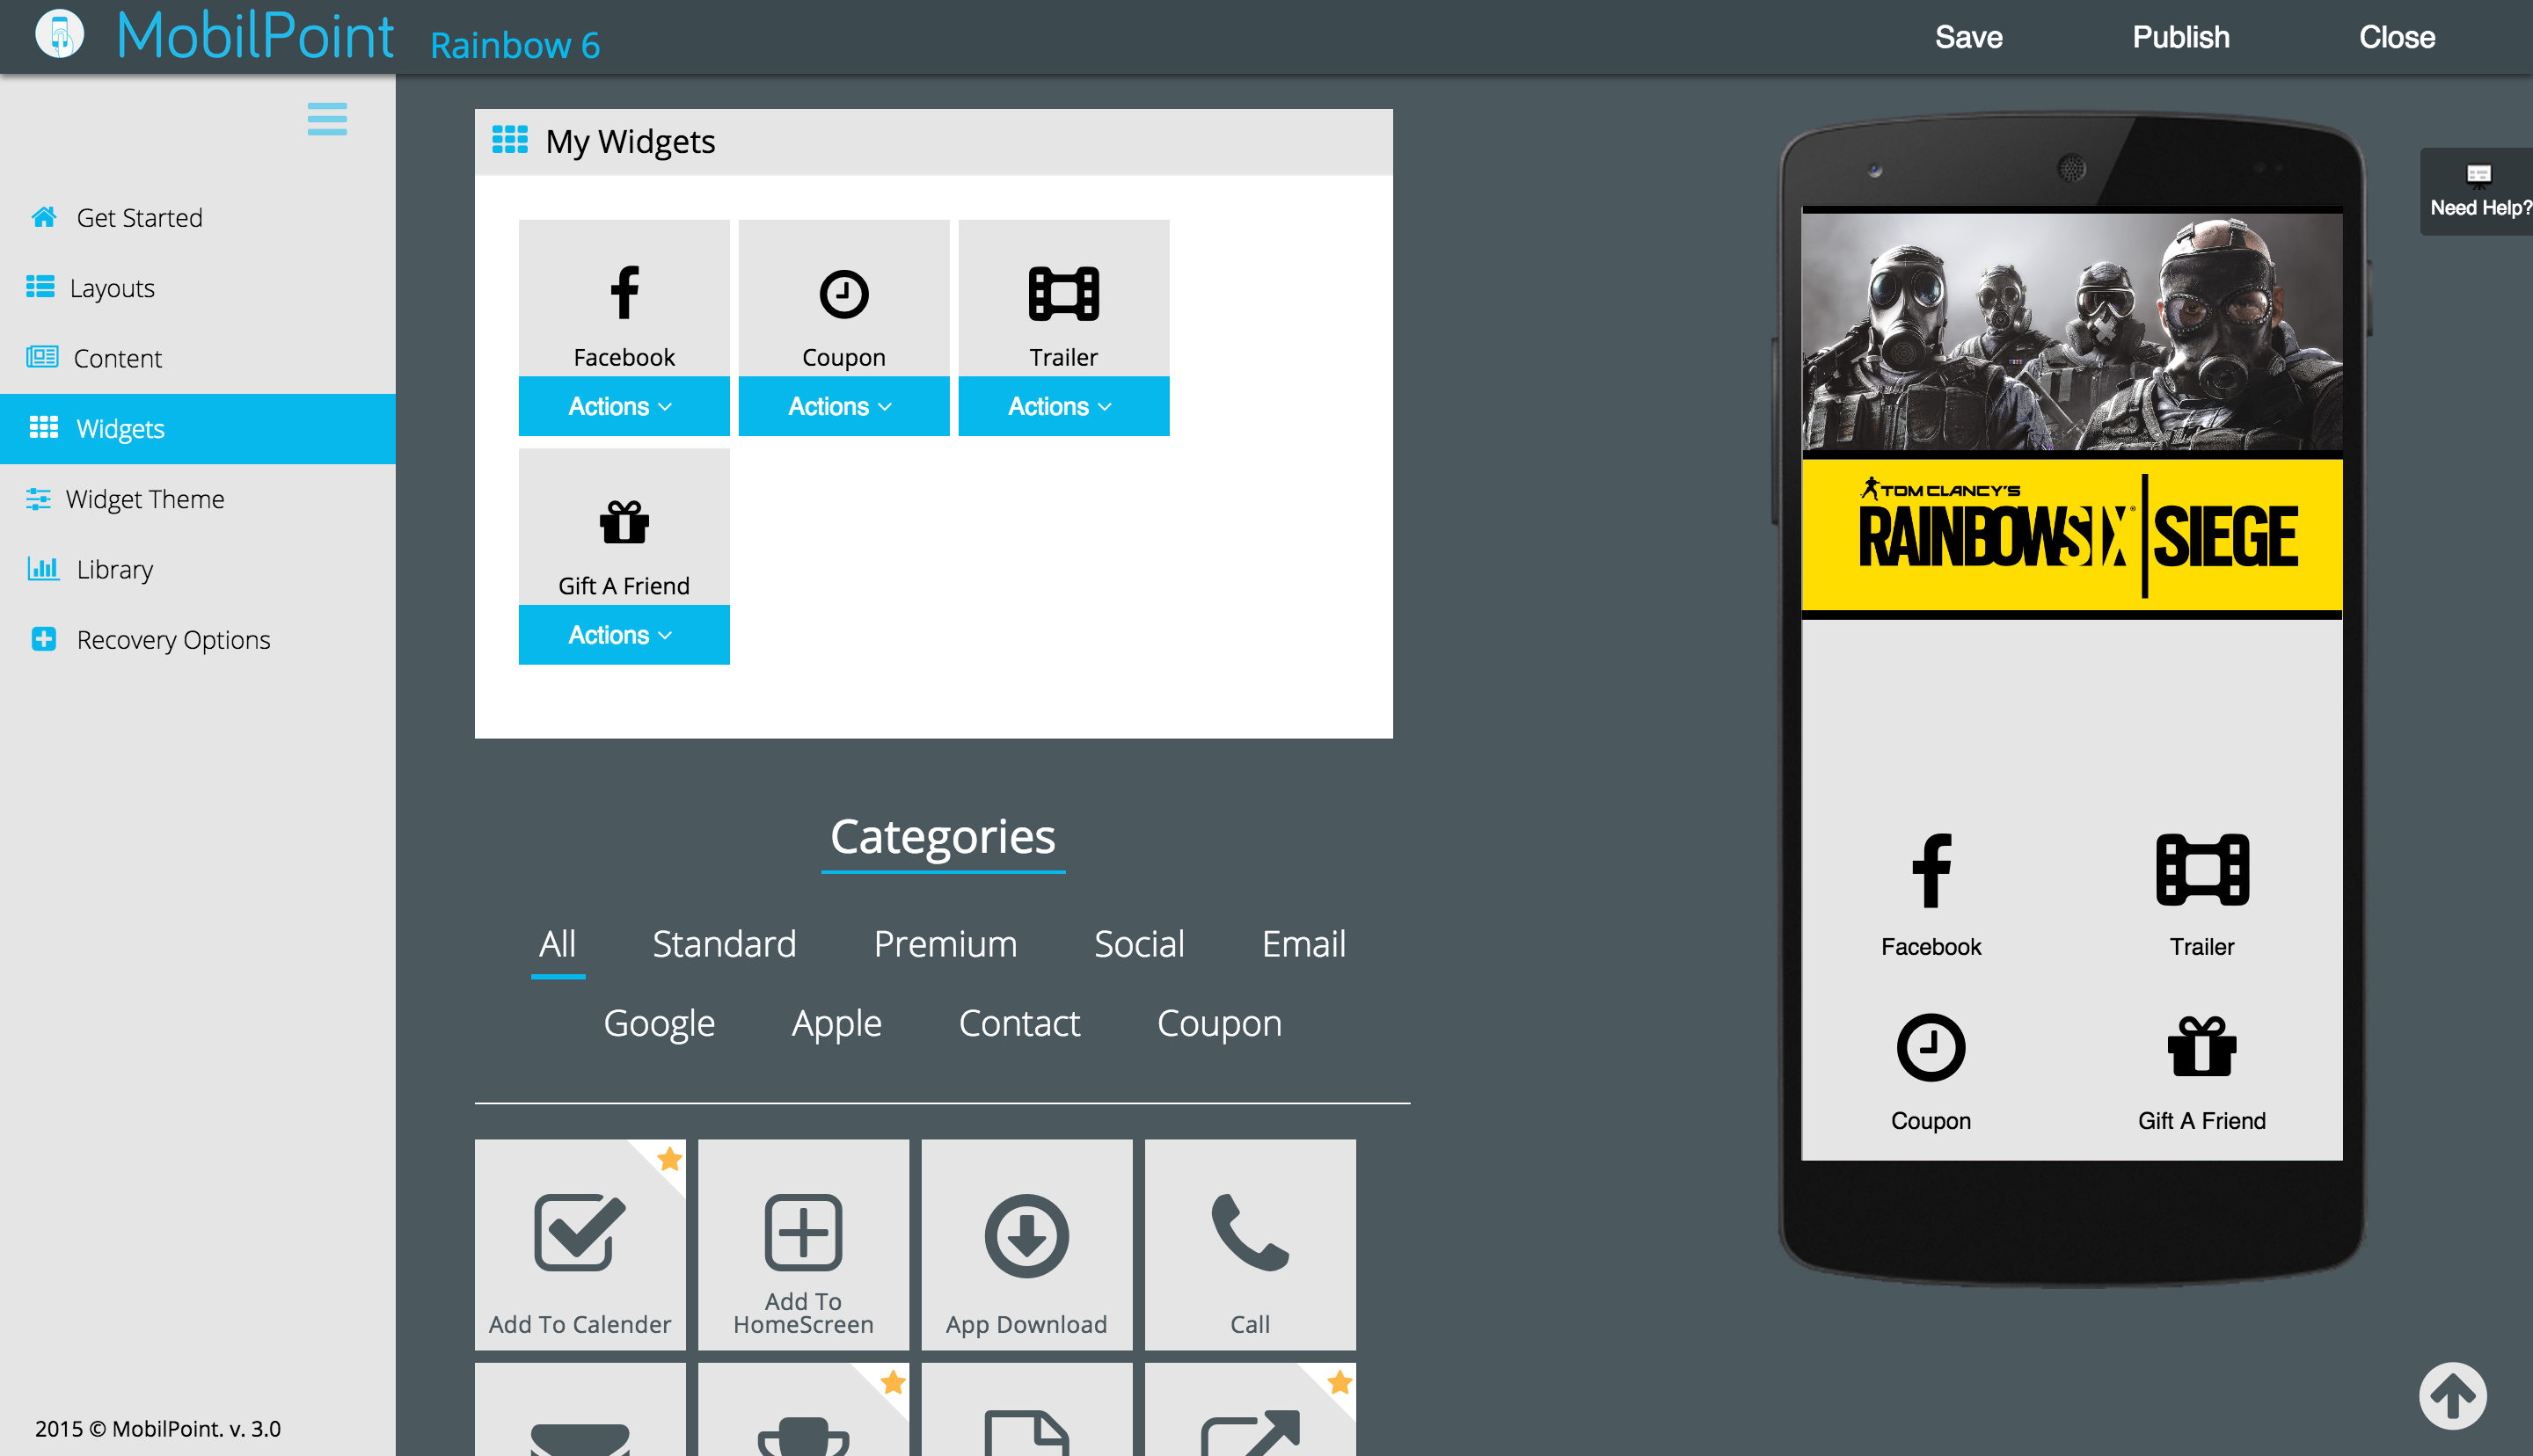 MobilPoint Rainbow 6
Save Publish Close
Get Started
Layouts
Content
Widgets
Widget Theme
Library
Recovery Options
2015 © MobilPoint. v. 3.0
My Widgets
Facebook Coupon Trailer
Actions Actions Actions
Gift A Friend
Actions
Categories
All Standard Premium Social Email
Google Apple Contact Coupon
Add To Calender
Add To
HomeScreen
App Download
Call
Need Help?
TOM CLANCY'S
RAINBOWSIX® SIEGE
Facebook Trailer
Coupon Gift A Friend